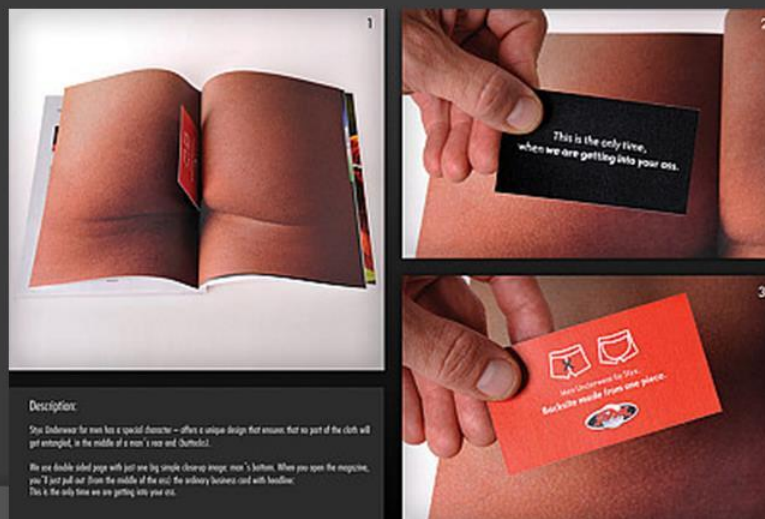 1
2
This is the only time,
when we are getting into your ass.
3
Men Underwear by Styx:
Backsite made from one piece.
Description:
Styx Underwear for men has a special character – offers a unique design that ensures that no part of the cloth will
get entangled, in the middle of a man´s rear end (buttocks).
We use double sided page with just one big simple close-up image; man´s bottom. When you open the magazine,
you´ll just pull out (from the middle of the ass) the ordinary business card with headline:
This is the only time we are getting into your ass.